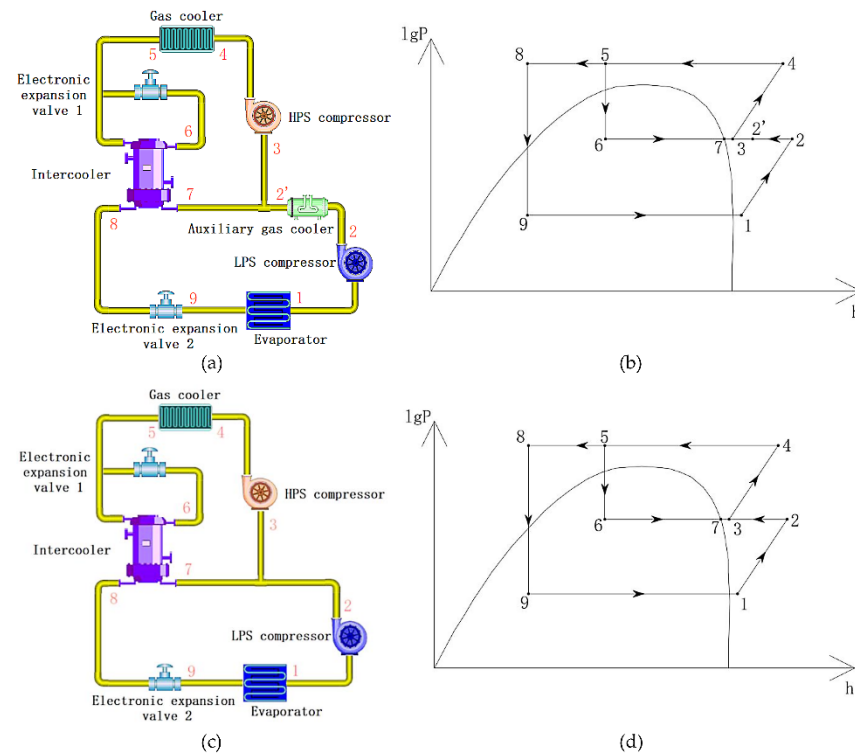 Gas cooler
5
4
Electronic
expansion
valve 1
HPS compressor
6
3
Intercooler
7
2'
8
Auxiliary gas cooler
2
LPS compressor
9
1
Electronic expansion
valve 2
Evaporator
(a)
lgP
8
5
4
6
7
3
2'
2
9
1
h
(b)
Gas cooler
5
4
Electronic
expansion
valve 1
HPS compressor
6
3
Intercooler
7
8
2
LPS compressor
9
1
Electronic expansion
valve 2
Evaporator
(c)
lgP
8
5
4
6
7
3
2
9
1
h
(d)